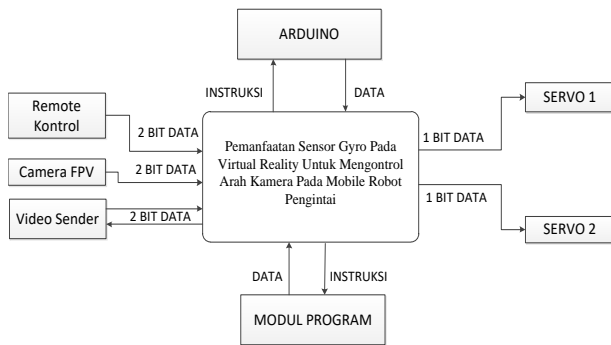 ARDUINO
INSTRUKSI
DATA
Remote
Kontrol
2 BIT DATA
Camera FPV
2 BIT DATA
Video Sender
2 BIT DATA
Pemanfaatan Sensor Gyro Pada
Virtual Reality Untuk Mengontrol
Arah Kamera Pada Mobile Robot
Pengintai
1 BIT DATA
SERVO 1
1 BIT DATA
SERVO 2
DATA
INSTRUKSI
MODUL PROGRAM